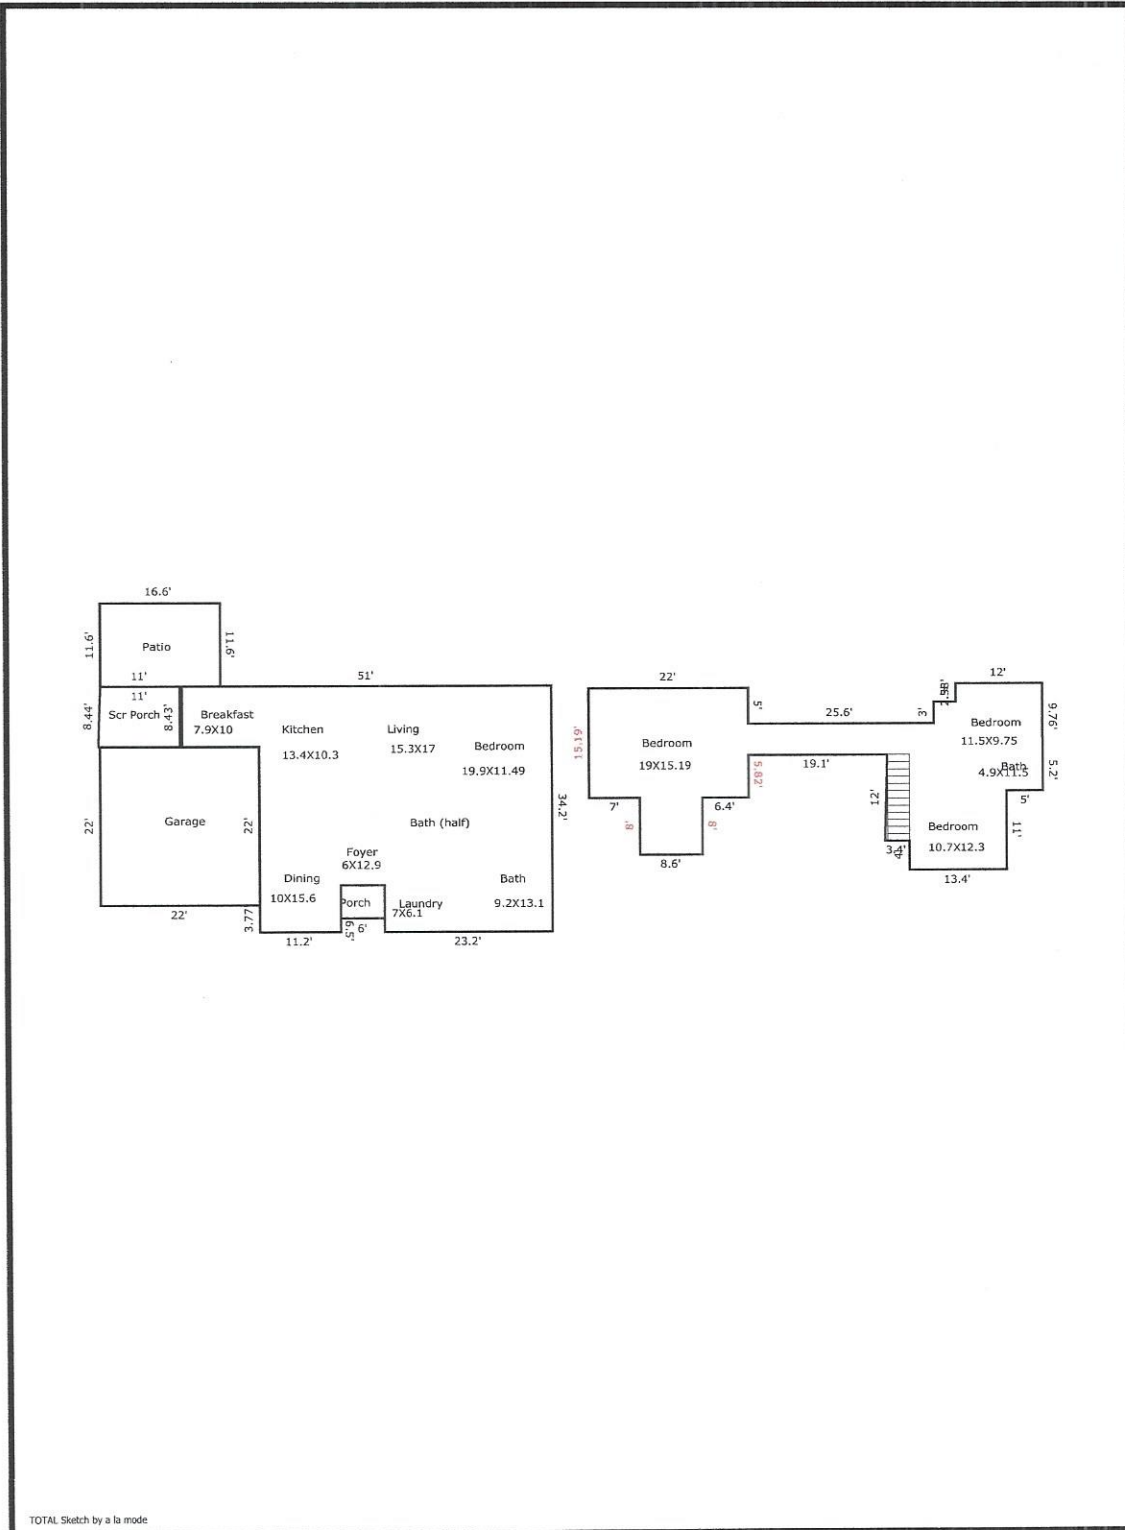 16.6'
11.6'
Patio
11.6'
11'
11'
8.44'
Scr Porch
8.43'
51'
Breakfast
7.9X10
Kitchen
13.4X10.3
Living
15.3X17
Bedroom
19.9X11.49
34.2'
22'
Garage
22'
Bath (half)
Foyer
6X12.9
Dining
10X15.6
Porch
Laundry
7X6.1
Bath
9.2X13.1
22'
3.77
11.2'
6.5'
6'
23.2'
22'
5'
15.19'
Bedroom
19X15.19
5.82'
7'
8'
8'
6.4'
8.6'
25.6'
19.1'
3'
12'
9.76'
Bedroom
11.5X9.75
Bath
4.9X11.5
5.2'
5'
12'
3.4'
4'
Bedroom
10.7X12.3
11'
13.4'
TOTAL Sketch by a la mode